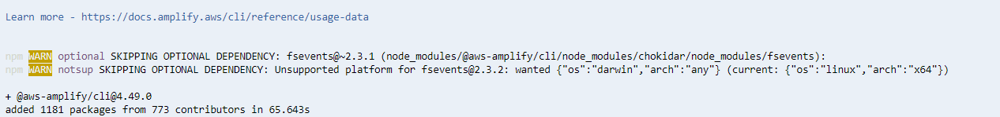 Learn more - https://docs.amplify.aws/cli/reference/usage-data
npm WARN optional SKIPPING OPTIONAL DEPENDENCY: fsevents@~2.3.1 (node_modules/@aws-amplify/cli/node_modules/chokidar/node_modules/fsevents):
npm WARN notsup SKIPPING OPTIONAL DEPENDENCY: Unsupported platform for fsevents@2.3.2: wanted {"os":"darwin","arch":"any"} (current: {"os":"linux","arch":"x64"})
+ @aws-amplify/cli@4.49.0
added 1181 packages from 773 contributors in 65.643s